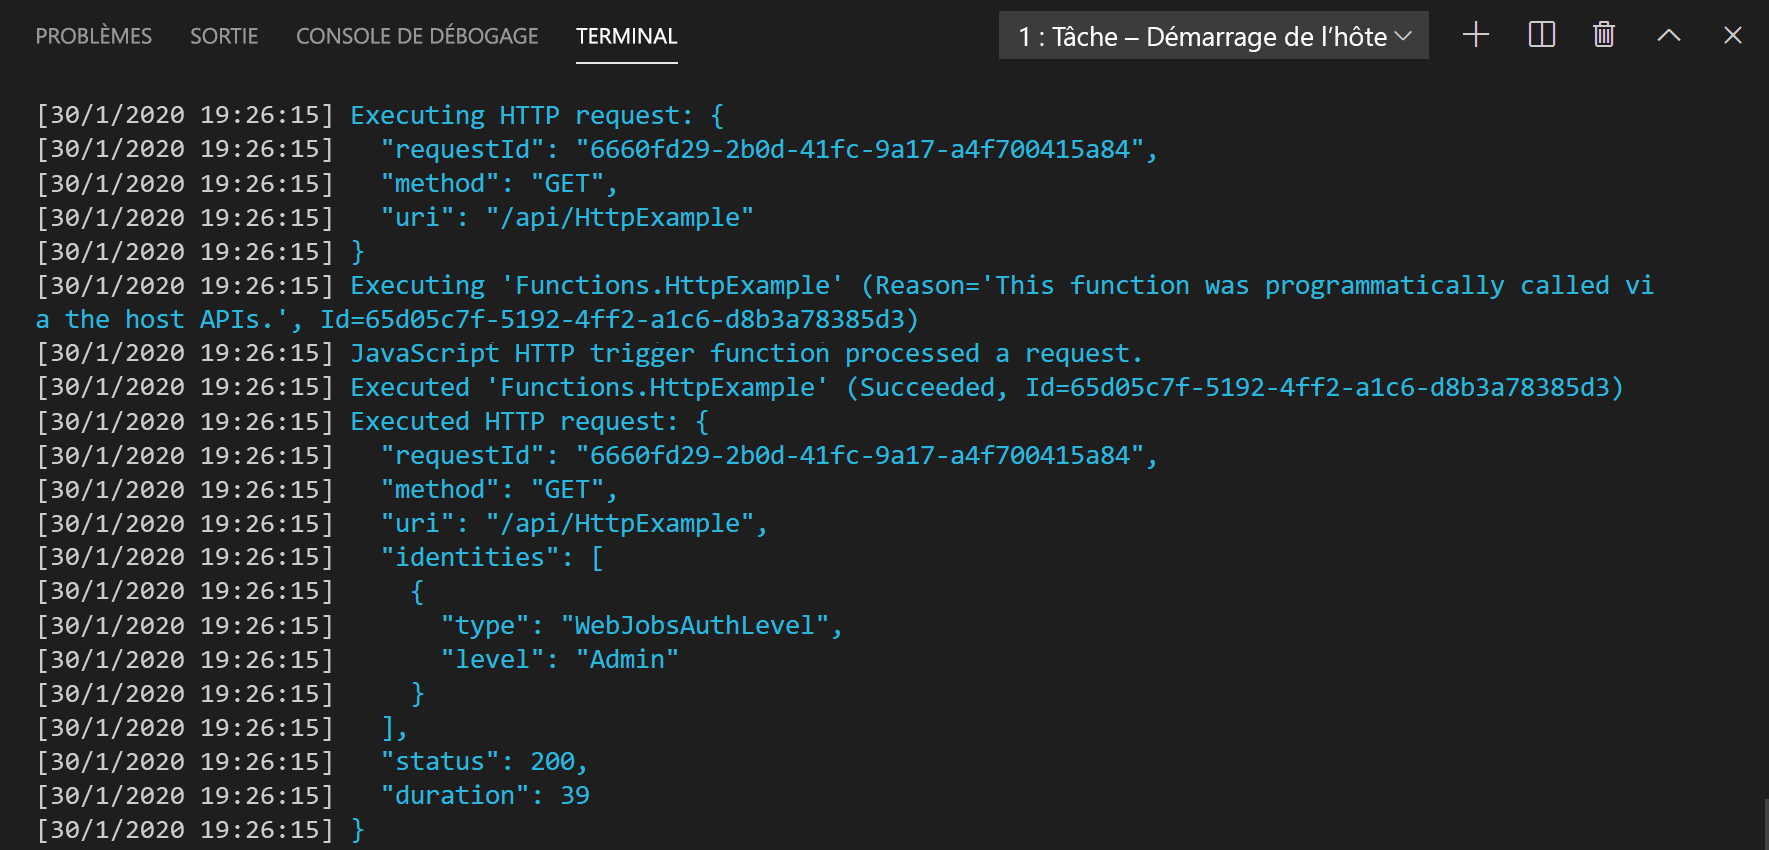 PROBLÈMES SORTIE CONSOLE DE DÉBOGAGE TERMINAL 1 : Tâche – Démarrage de l'hôte
[30/1/2020 19:26:15] Executing HTTP request: {
[30/1/2020 19:26:15]   "requestId": "6660fd29-2b0d-41fc-9a17-a4f700415a84",
[30/1/2020 19:26:15]   "method": "GET",
[30/1/2020 19:26:15]   "uri": "/api/HttpExample"
[30/1/2020 19:26:15] }
[30/1/2020 19:26:15] Executing 'Functions.HttpExample' (Reason='This function was programmatically called vi
a the host APIs.', Id=65d05c7f-5192-4ff2-a1c6-d8b3a78385d3)
[30/1/2020 19:26:15] JavaScript HTTP trigger function processed a request.
[30/1/2020 19:26:15] Executed 'Functions.HttpExample' (Succeeded, Id=65d05c7f-5192-4ff2-a1c6-d8b3a78385d3)
[30/1/2020 19:26:15] Executed HTTP request: {
[30/1/2020 19:26:15]   "requestId": "6660fd29-2b0d-41fc-9a17-a4f700415a84",
[30/1/2020 19:26:15]   "method": "GET",
[30/1/2020 19:26:15]   "uri": "/api/HttpExample",
[30/1/2020 19:26:15]   "identities": [
[30/1/2020 19:26:15]     {
[30/1/2020 19:26:15]       "type": "WebJobsAuthLevel",
[30/1/2020 19:26:15]       "level": "Admin"
[30/1/2020 19:26:15]     }
[30/1/2020 19:26:15]   ],
[30/1/2020 19:26:15]   "status": 200,
[30/1/2020 19:26:15]   "duration": 39
[30/1/2020 19:26:15] }